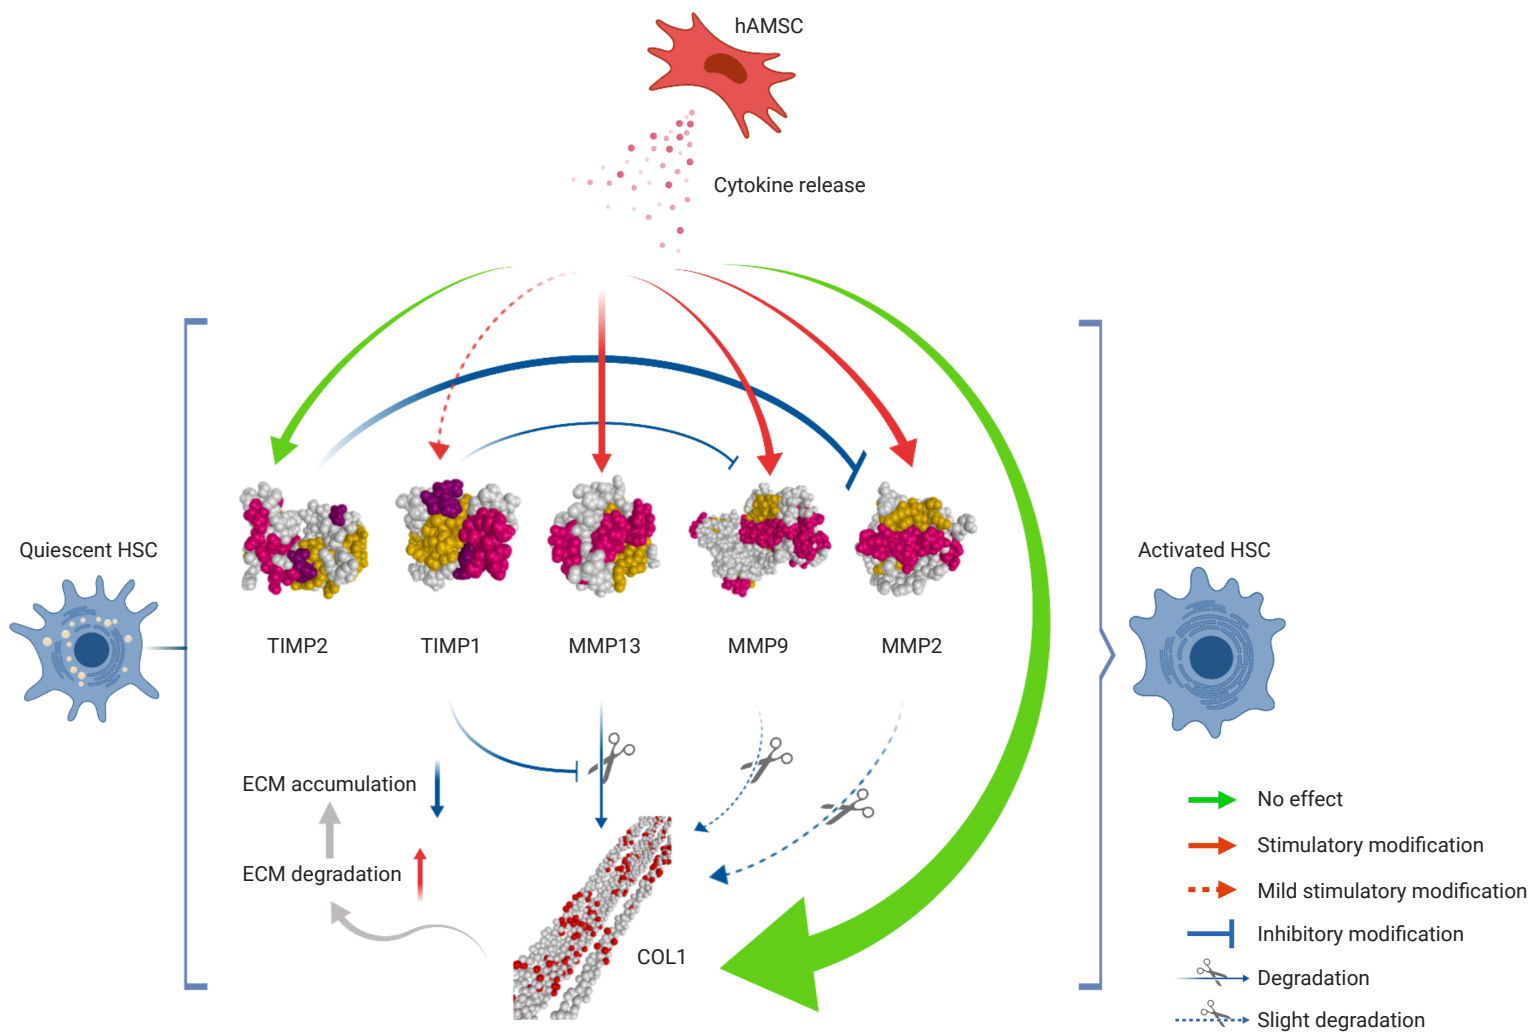 hAMSC
Cytokine release
Quiescent HSC
Activated HSC
TIMP2
TIMP1
MMP13
MMP9
MMP2
ECM accumulation
ECM degradation
COL1
No effect
Stimulatory modification
Mild stimulatory modification
Inhibitory modification
Degradation
Slight degradation